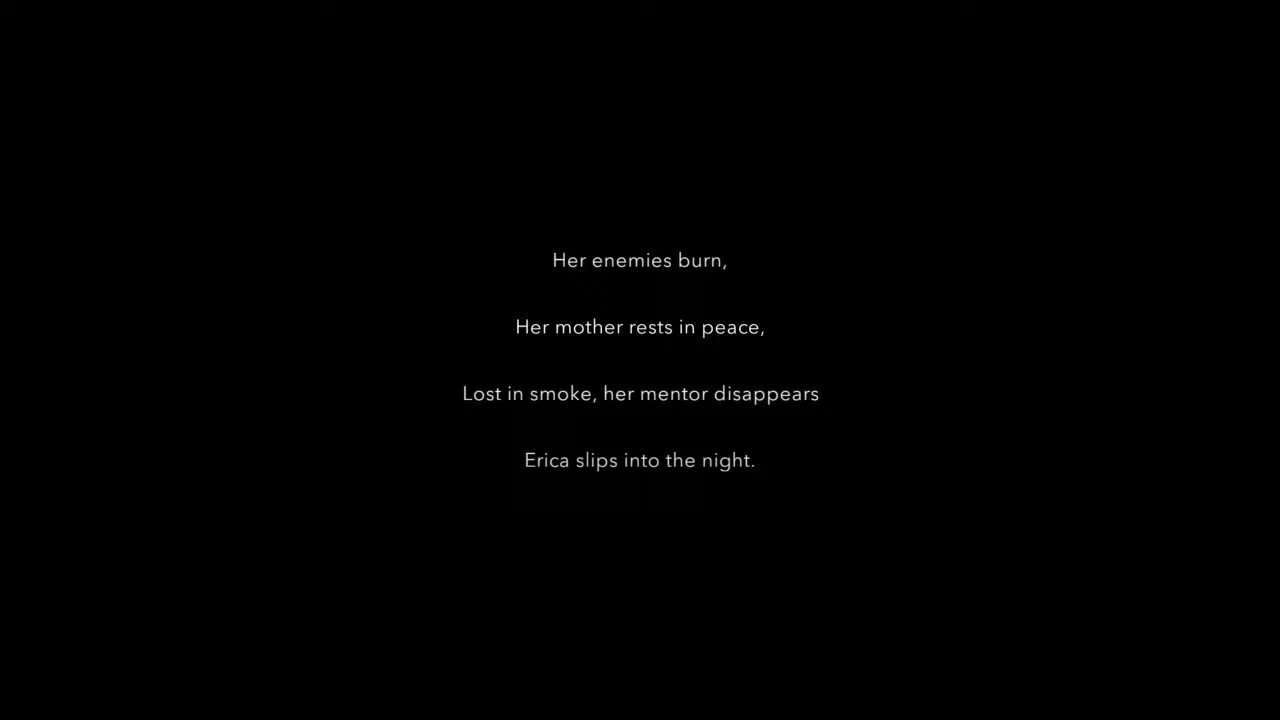 Her enemies burn,
Her mother rests in peace,
Lost in smoke, her mentor disappears
Erica slips into the night.